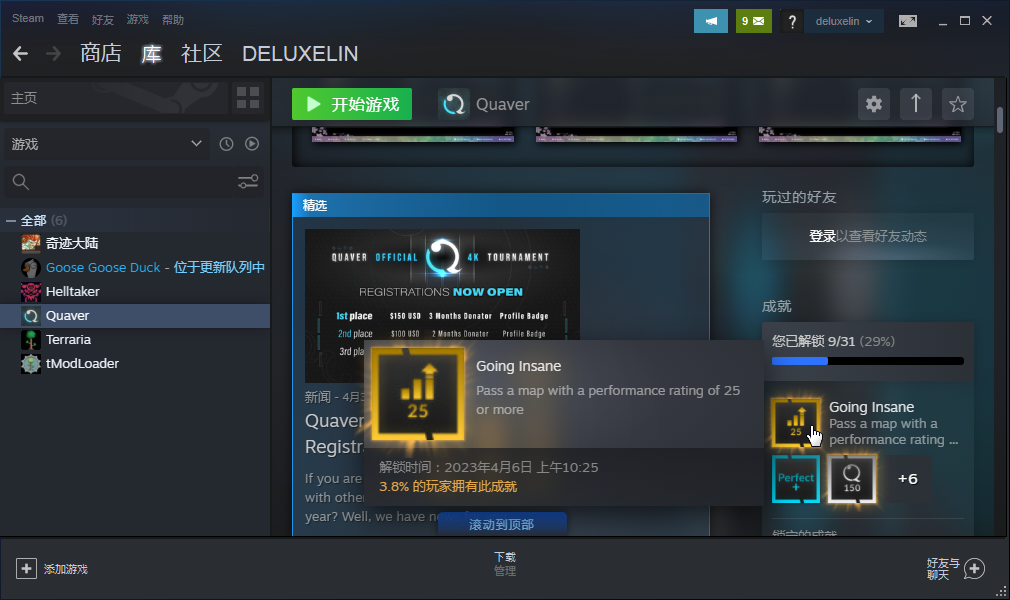 Steam 查看 好友 游戏 帮助
9
?
deluxelin
商店 库 社区 DELUXELIN
主页
游戏
全部 (6)
奇迹大陆
Goose Goose Duck - 位于更新队列中
Helltaker
Quaver
Terraria
tModLoader
开始游戏
Quaver
精选
QUAVER OFFICIAL 4K TOURNAMENT
REGISTRATIONS NOW OPEN
1st place $150 USD 3 Months Donator Profile Badge
2nd place $100 USD 2 Months Donator Profile Badge
3rd pla
新闻 - 4月
Quaver
Registr
If you are
with other
year? Well, we have n
25
Going Insane
Pass a map with a performance rating of 25
or more
解锁时间：2023年4月6日 上午10:25
3.8% 的玩家拥有此成就
滚动到顶部
玩过的好友
登录以查看好友动态
成就
您已解锁 9/31 (29%)
25
Going Insane
Pass a map with a
performance rating ...
Perfect
+
150
+6
锁定的成就
添加游戏
下载
管理
好友与
聊天